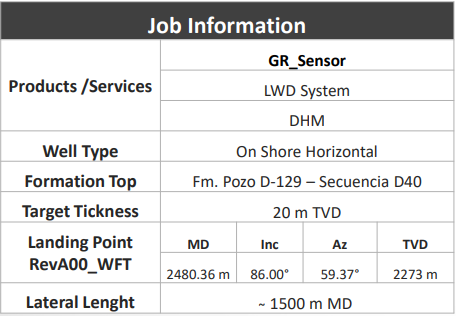 Job Information
Products /Services
GR_Sensor
LWD System
DHM
Well Type On Shore Horizontal
Formation Top Fm. Pozo D-129 – Secuencia D40
Target Tickness 20 m TVD
Landing Point RevA00_WFT
MD Inc Az TVD
2480.36 m 86.00° 59.37° 2273 m
Lateral Lenght ~ 1500 m MD